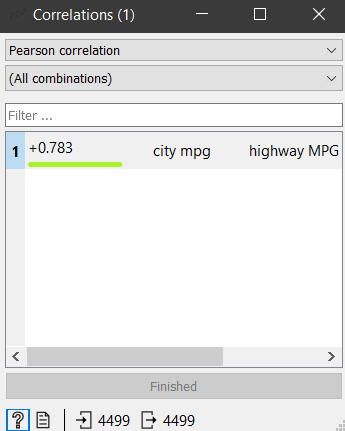 Correlations (1)
Pearson correlation
(All combinations)
Filter ...
1 +0.783 city mpg highway MPG
Finished
? 4499 4499